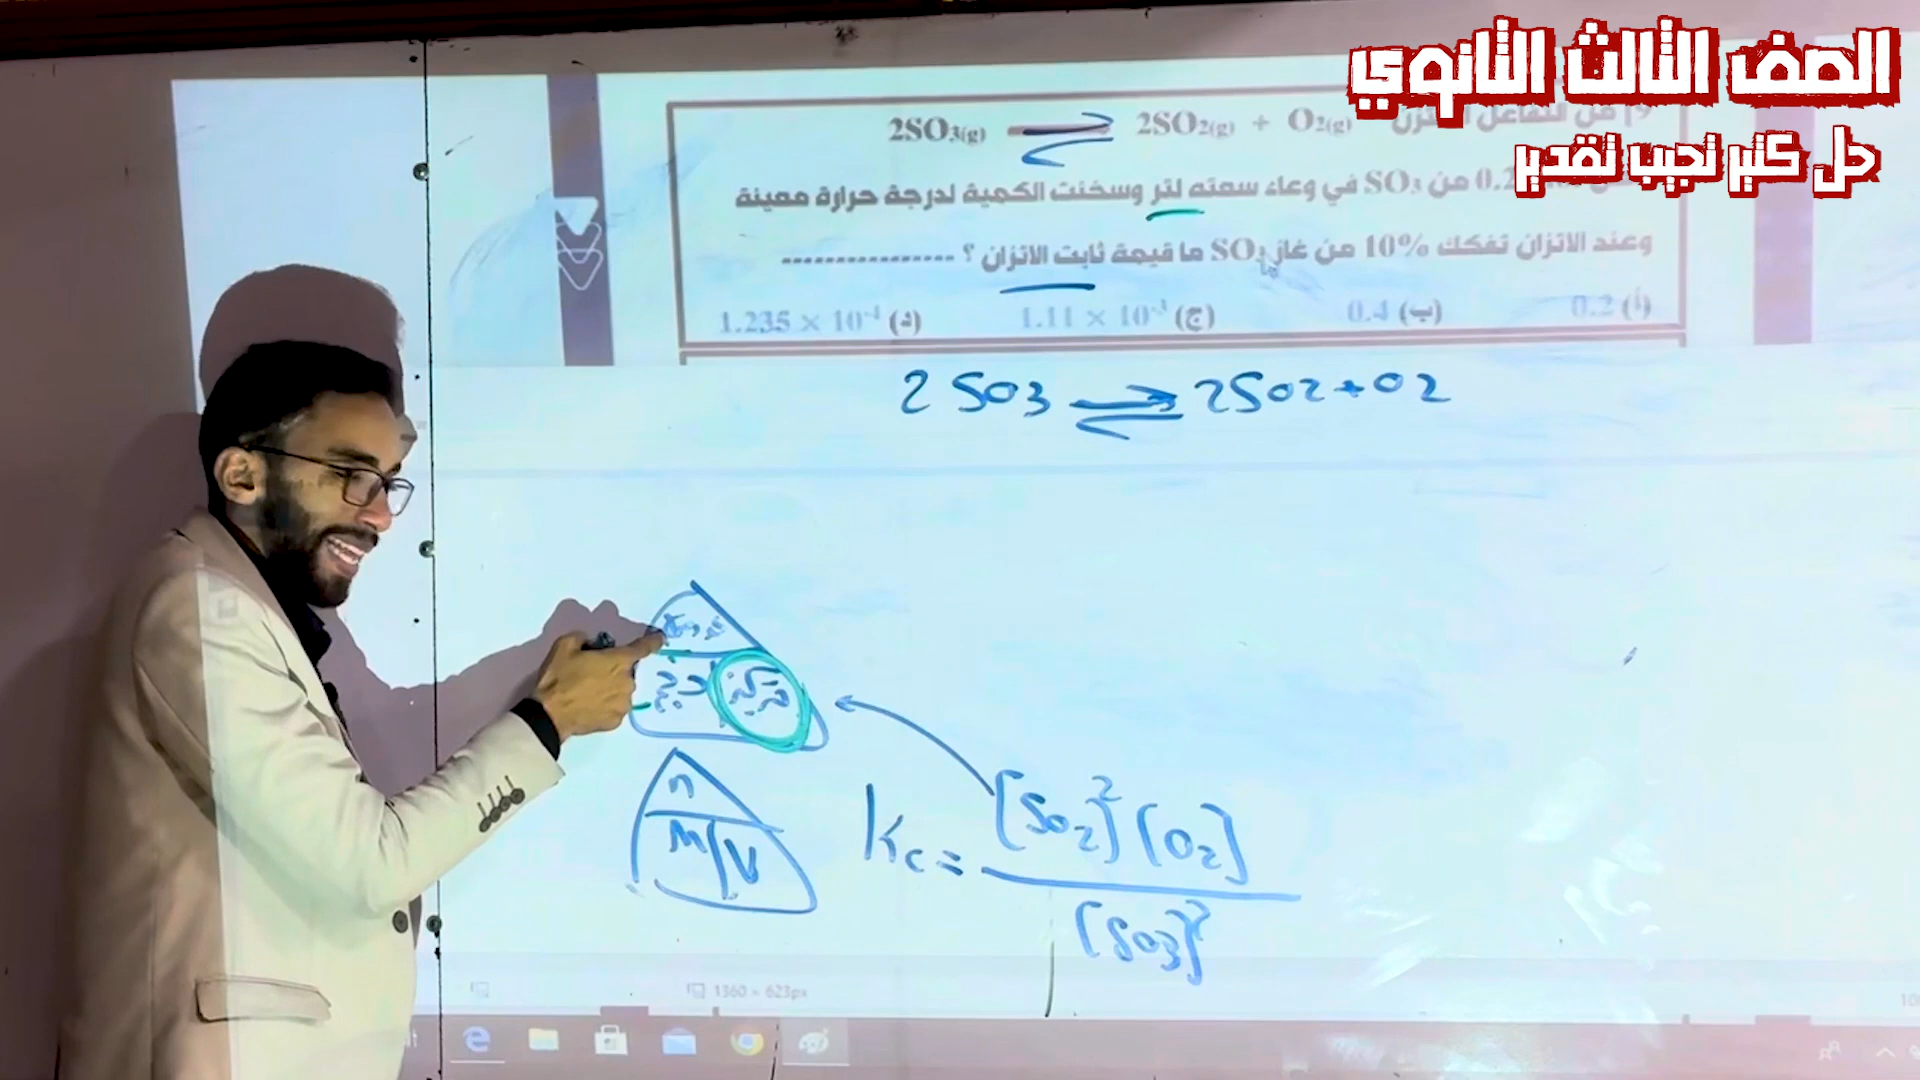 الصف الثالث الثانوي
حل كتير تجيب تقدير
2SO3(g) ⇌ 2SO2(g) + O2(g)
من SO3 في وعاء سعته لتر وسخنت الكمية لدرجة حرارة معينة
وعند الاتزان تفكك 10% من غاز SO3 ما قيمة ثابت الاتزان ؟ ----------------
(أ) 0.2 (ب) 0.4 (ج) 1.11 × 10-3 (د) 1.235 × 10-4
2SO3 ⇌ 2SO2 + O2
n
M V
Kc = [SO2]2 [O2]
[SO3]2
1360 × 623px